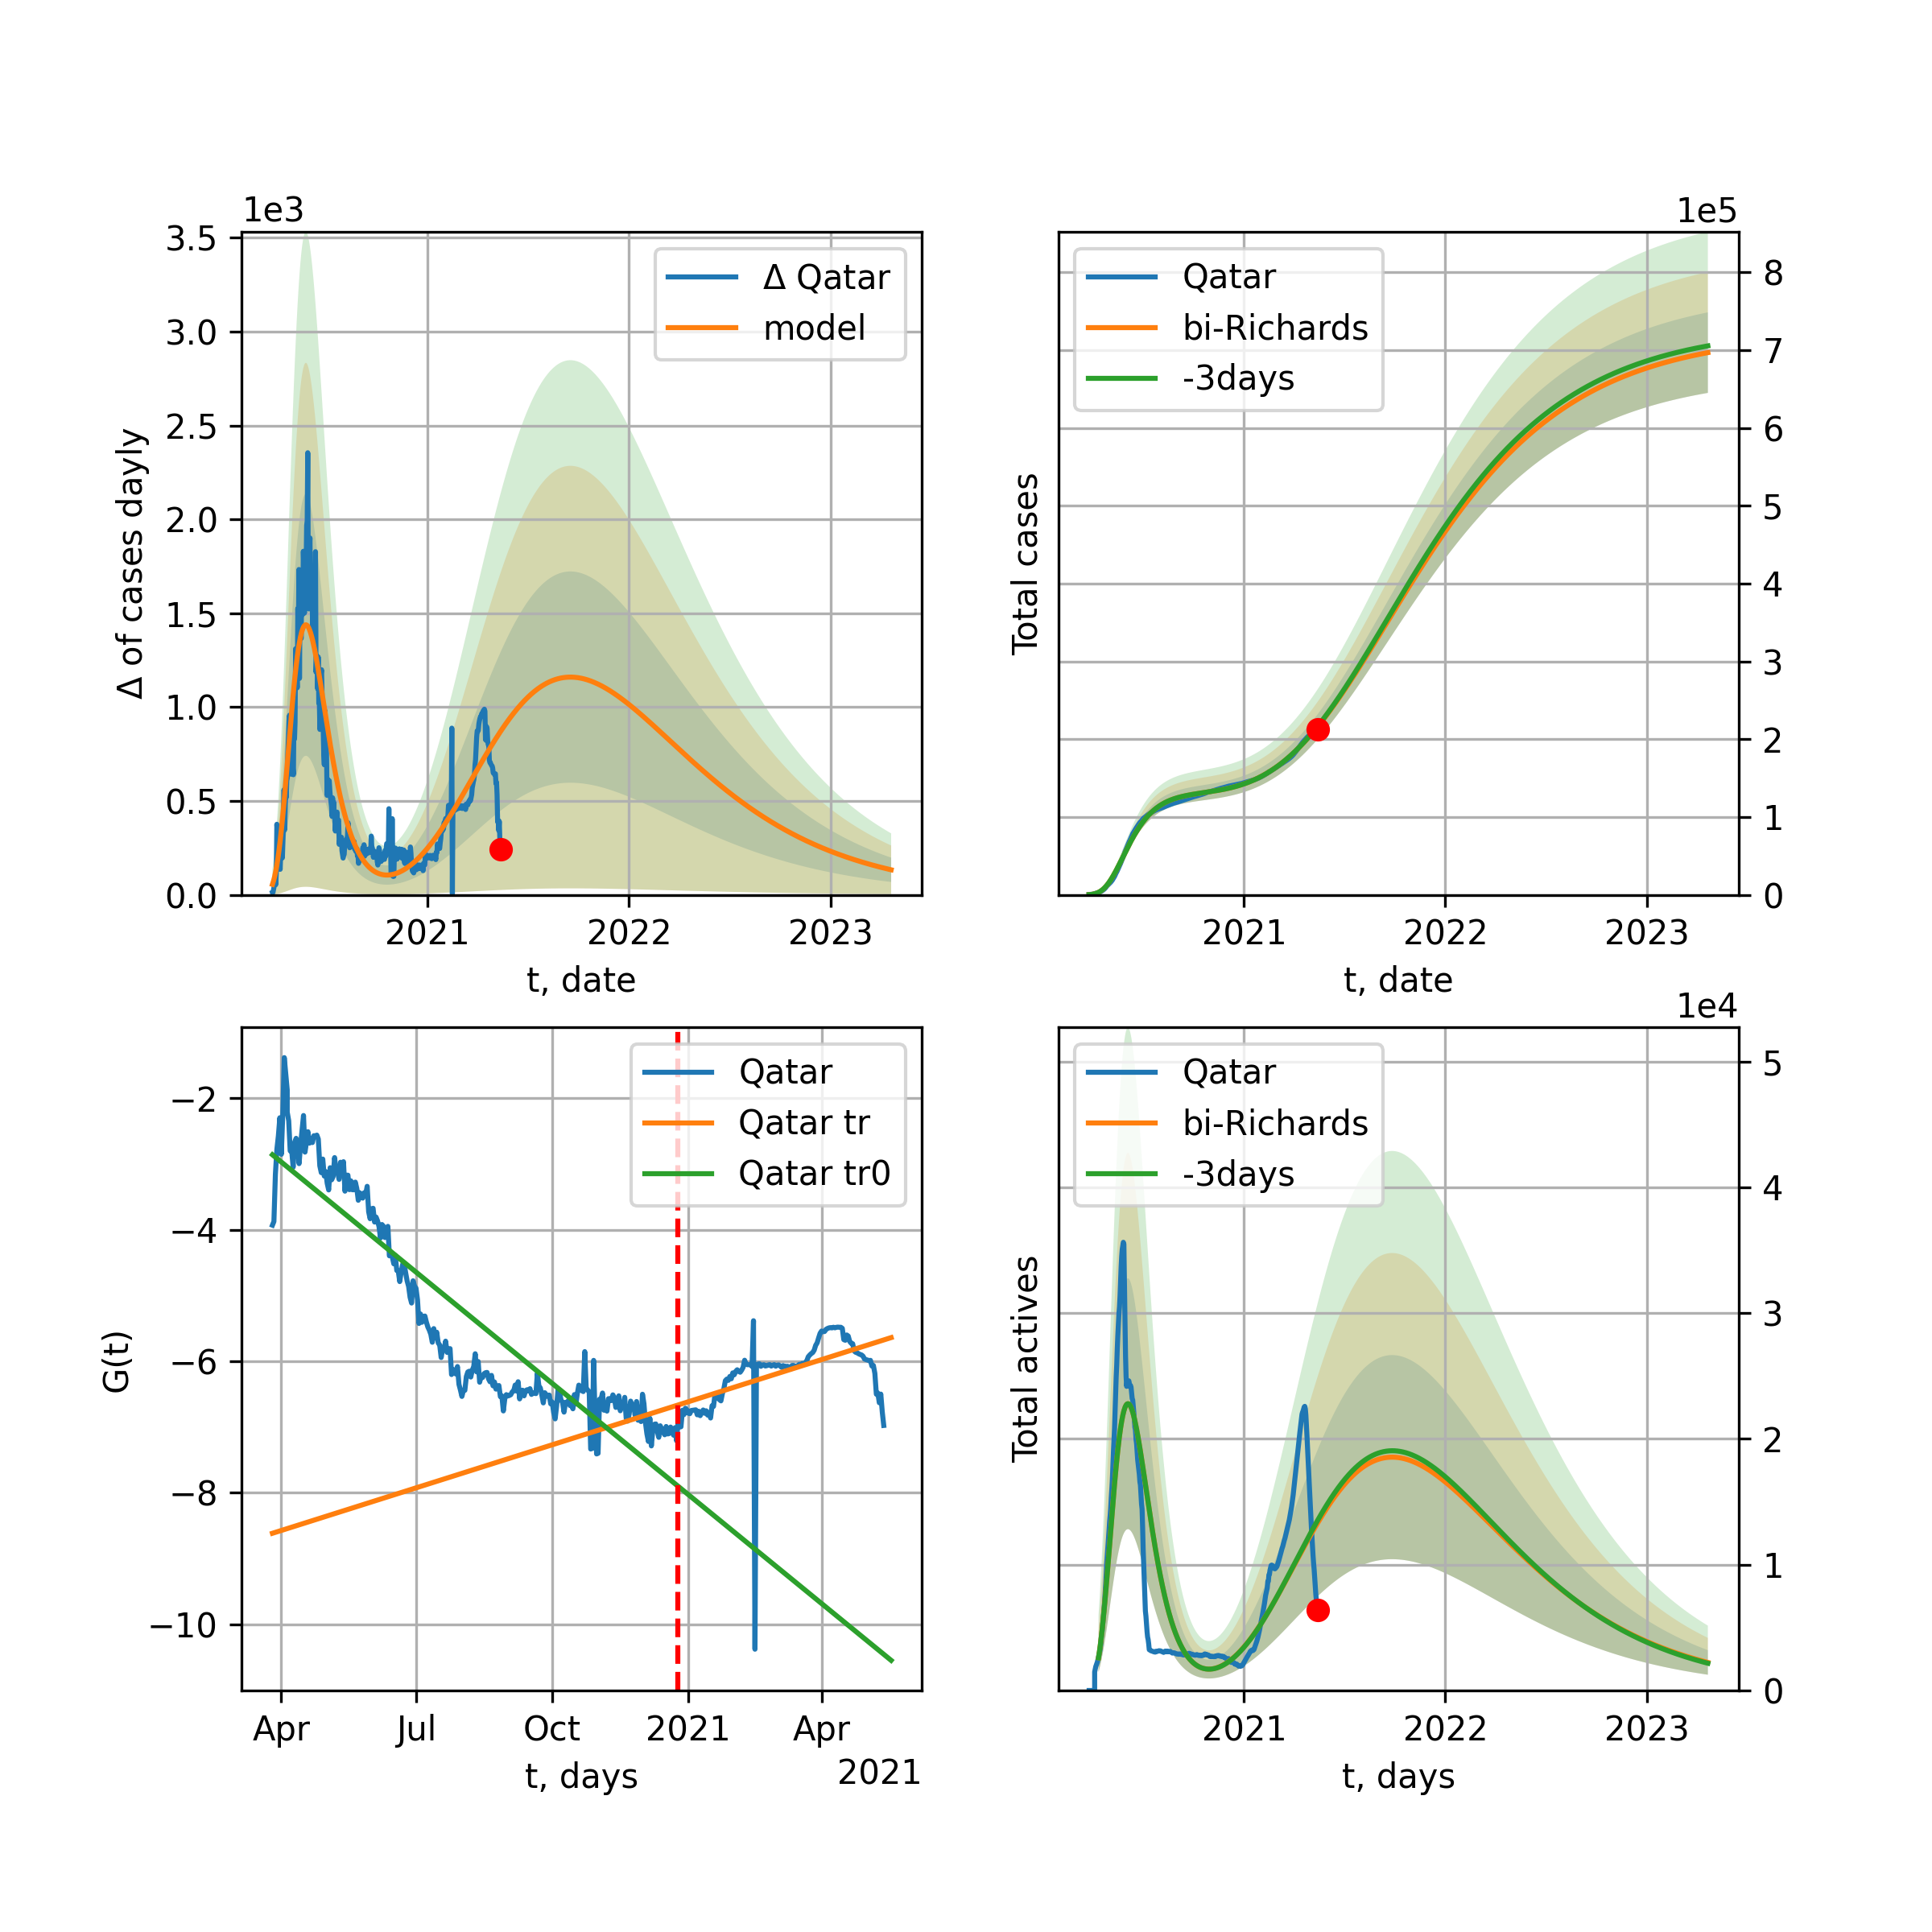 1e3
3.5
3.0
2.5
2.0
1.5
1.0
0.5
0.0
Δ of cases dayly
Δ Qatar
model
2021 2022 2023
t, date
1e5
8
7
6
5
4
3
2
1
0
Total cases
Qatar
bi-Richards
-3days
2021 2022 2023
t, date
−2
−4
−6
−8
−10
G(t)
Qatar
Qatar tr
Qatar tr0
Apr Jul Oct 2021 Apr
2021
t, days
1e4
5
4
3
2
1
0
Total actives
Qatar
bi-Richards
-3days
2021 2022 2023
t, days